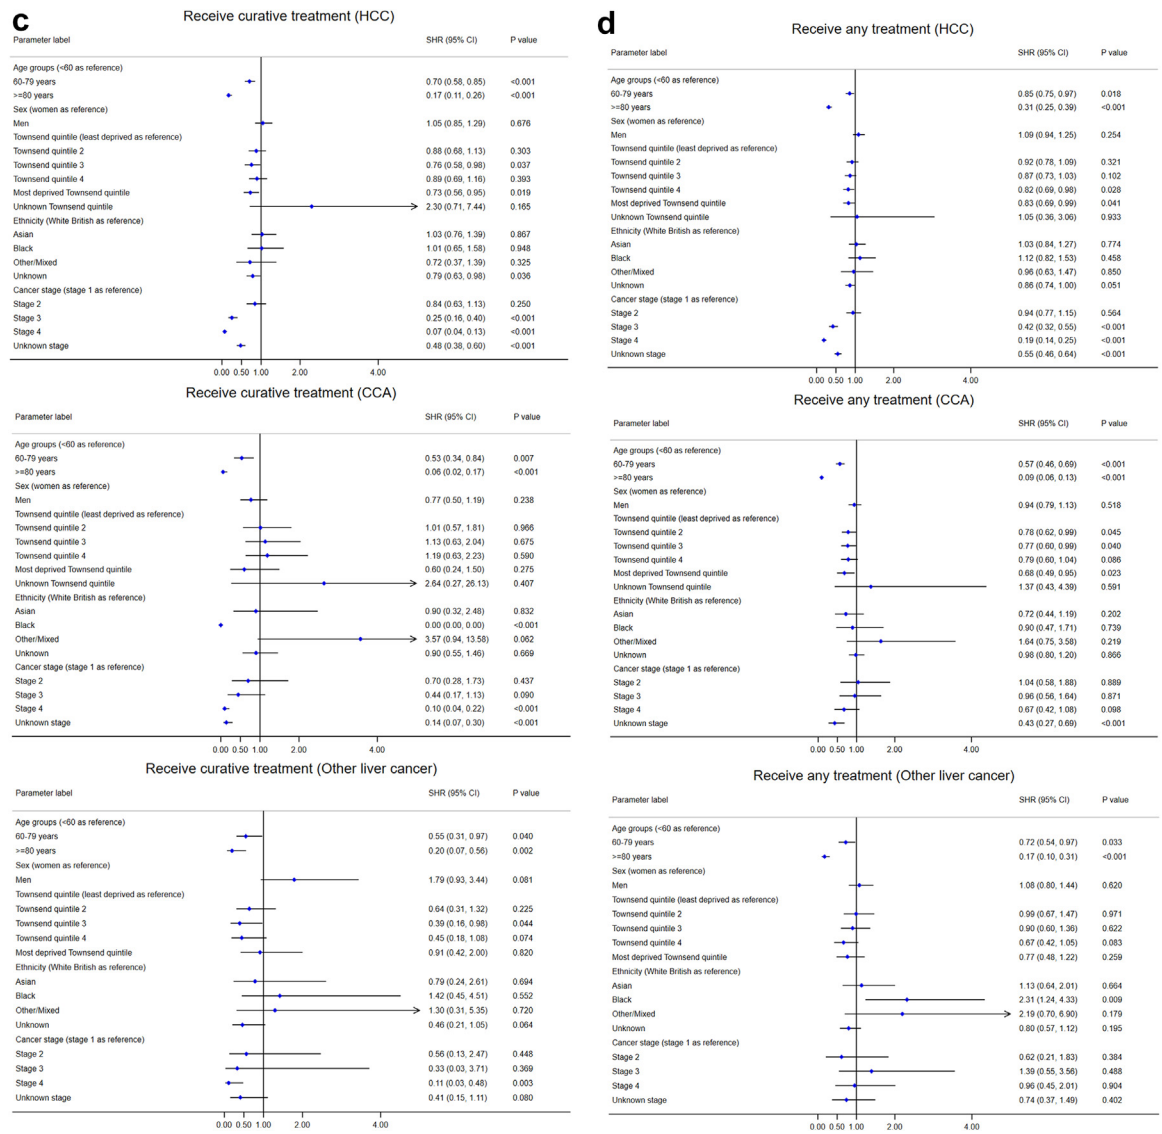 c
Receive curative treatment (HCC)
Parameter label SHR (95% CI) P value
Age groups (<60 as reference)
60-79 years 0.70 (0.58, 0.85) <0.001
>=80 years 0.17 (0.11, 0.26) <0.001
Sex (women as reference)
Men 1.05 (0.85, 1.29) 0.676
Townsend quintile (least deprived as reference)
Townsend quintile 2 0.88 (0.68, 1.13) 0.303
Townsend quintile 3 0.76 (0.58, 0.98) 0.037
Townsend quintile 4 0.89 (0.69, 1.16) 0.393
Most deprived Townsend quintile 0.73 (0.56, 0.95) 0.019
Unknown Townsend quintile 2.30 (0.71, 7.44) 0.165
Ethnicity (White British as reference)
Asian 1.03 (0.76, 1.39) 0.867
Black 1.01 (0.65, 1.58) 0.948
Other/Mixed 0.72 (0.37, 1.39) 0.325
Unknown 0.79 (0.63, 0.98) 0.036
Cancer stage (stage 1 as reference)
Stage 2 0.84 (0.63, 1.13) 0.250
Stage 3 0.25 (0.16, 0.40) <0.001
Stage 4 0.07 (0.04, 0.13) <0.001
Unknown stage 0.48 (0.38, 0.60) <0.001
0.00 0.50 1.00 2.00 4.00
Receive curative treatment (CCA)
Parameter label SHR (95% CI) P value
Age groups (<60 as reference)
60-79 years 0.53 (0.34, 0.84) 0.007
>=80 years 0.06 (0.02, 0.17) <0.001
Sex (women as reference)
Men 0.77 (0.50, 1.19) 0.238
Townsend quintile (least deprived as reference)
Townsend quintile 2 1.01 (0.57, 1.81) 0.966
Townsend quintile 3 1.13 (0.63, 2.04) 0.675
Townsend quintile 4 1.19 (0.63, 2.23) 0.590
Most deprived Townsend quintile 0.60 (0.24, 1.50) 0.275
Unknown Townsend quintile 2.64 (0.27, 26.13) 0.407
Ethnicity (White British as reference)
Asian 0.90 (0.32, 2.48) 0.832
Black 0.00 (0.00, 0.00) <0.001
Other/Mixed 3.57 (0.94, 13.58) 0.062
Unknown 0.90 (0.55, 1.46) 0.669
Cancer stage (stage 1 as reference)
Stage 2 0.70 (0.28, 1.73) 0.437
Stage 3 0.44 (0.17, 1.13) 0.090
Stage 4 0.10 (0.04, 0.22) <0.001
Unknown stage 0.14 (0.07, 0.30) <0.001
0.00 0.50 1.00 2.00 4.00
Receive curative treatment (Other liver cancer)
Parameter label SHR (95% CI) P value
Age groups (<60 as reference)
60-79 years 0.55 (0.31, 0.97) 0.040
>=80 years 0.20 (0.07, 0.56) 0.002
Sex (women as reference)
Men 1.79 (0.93, 3.44) 0.081
Townsend quintile (least deprived as reference)
Townsend quintile 2 0.64 (0.31, 1.32) 0.225
Townsend quintile 3 0.39 (0.16, 0.98) 0.044
Townsend quintile 4 0.45 (0.18, 1.08) 0.074
Most deprived Townsend quintile 0.91 (0.42, 2.00) 0.820
Ethnicity (White British as reference)
Asian 0.79 (0.24, 2.61) 0.694
Black 1.42 (0.45, 4.51) 0.552
Other/Mixed 1.30 (0.31, 5.35) 0.720
Unknown 0.46 (0.21, 1.05) 0.064
Cancer stage (stage 1 as reference)
Stage 2 0.56 (0.13, 2.47) 0.448
Stage 3 0.33 (0.03, 3.71) 0.369
Stage 4 0.11 (0.03, 0.48) 0.003
Unknown stage 0.41 (0.15, 1.11) 0.080
0.00 0.50 1.00 2.00 4.00
d
Receive any treatment (HCC)
Parameter label SHR (95% CI) P value
Age groups (<60 as reference)
60-79 years 0.85 (0.75, 0.97) 0.018
>=80 years 0.31 (0.25, 0.39) <0.001
Sex (women as reference)
Men 1.09 (0.94, 1.25) 0.254
Townsend quintile (least deprived as reference)
Townsend quintile 2 0.92 (0.78, 1.09) 0.321
Townsend quintile 3 0.87 (0.73, 1.03) 0.102
Townsend quintile 4 0.82 (0.69, 0.98) 0.028
Most deprived Townsend quintile 0.83 (0.69, 0.99) 0.041
Unknown Townsend quintile 1.05 (0.36, 3.06) 0.933
Ethnicity (White British as reference)
Asian 1.03 (0.84, 1.27) 0.774
Black 1.12 (0.82, 1.53) 0.458
Other/Mixed 0.96 (0.63, 1.47) 0.850
Unknown 0.86 (0.74, 1.00) 0.051
Cancer stage (stage 1 as reference)
Stage 2 0.94 (0.77, 1.15) 0.564
Stage 3 0.42 (0.32, 0.55) <0.001
Stage 4 0.19 (0.14, 0.25) <0.001
Unknown stage 0.55 (0.46, 0.64) <0.001
0.00 0.50 1.00 2.00 4.00
Receive any treatment (CCA)
Parameter label SHR (95% CI) P value
Age groups (<60 as reference)
60-79 years 0.57 (0.46, 0.69) <0.001
>=80 years 0.09 (0.06, 0.13) <0.001
Sex (women as reference)
Men 0.94 (0.79, 1.13) 0.518
Townsend quintile (least deprived as reference)
Townsend quintile 2 0.78 (0.62, 0.99) 0.045
Townsend quintile 3 0.77 (0.60, 0.99) 0.040
Townsend quintile 4 0.79 (0.60, 1.04) 0.086
Most deprived Townsend quintile 0.68 (0.49, 0.95) 0.023
Unknown Townsend quintile 1.37 (0.43, 4.39) 0.591
Ethnicity (White British as reference)
Asian 0.72 (0.44, 1.19) 0.202
Black 0.90 (0.47, 1.71) 0.739
Other/Mixed 1.64 (0.75, 3.58) 0.219
Unknown 0.98 (0.80, 1.20) 0.866
Cancer stage (stage 1 as reference)
Stage 2 1.04 (0.58, 1.88) 0.889
Stage 3 0.96 (0.56, 1.64) 0.871
Stage 4 0.67 (0.42, 1.08) 0.098
Unknown stage 0.43 (0.27, 0.69) <0.001
0.00 0.50 1.00 2.00 4.00
Receive any treatment (Other liver cancer)
Parameter label SHR (95% CI) P value
Age groups (<60 as reference)
60-79 years 0.72 (0.54, 0.97) 0.033
>=80 years 0.17 (0.10, 0.31) <0.001
Sex (women as reference)
Men 1.08 (0.80, 1.44) 0.620
Townsend quintile (least deprived as reference)
Townsend quintile 2 0.99 (0.67, 1.47) 0.971
Townsend quintile 3 0.90 (0.60, 1.36) 0.622
Townsend quintile 4 0.67 (0.42, 1.05) 0.083
Most deprived Townsend quintile 0.77 (0.48, 1.22) 0.259
Ethnicity (White British as reference)
Asian 1.13 (0.64, 2.01) 0.664
Black 2.31 (1.24, 4.33) 0.009
Other/Mixed 2.19 (0.70, 6.90) 0.179
Unknown 0.80 (0.57, 1.12) 0.195
Cancer stage (stage 1 as reference)
Stage 2 0.62 (0.21, 1.83) 0.384
Stage 3 1.39 (0.55, 3.56) 0.488
Stage 4 0.96 (0.45, 2.01) 0.904
Unknown stage 0.74 (0.37, 1.49) 0.402
0.00 0.50 1.00 2.00 4.00